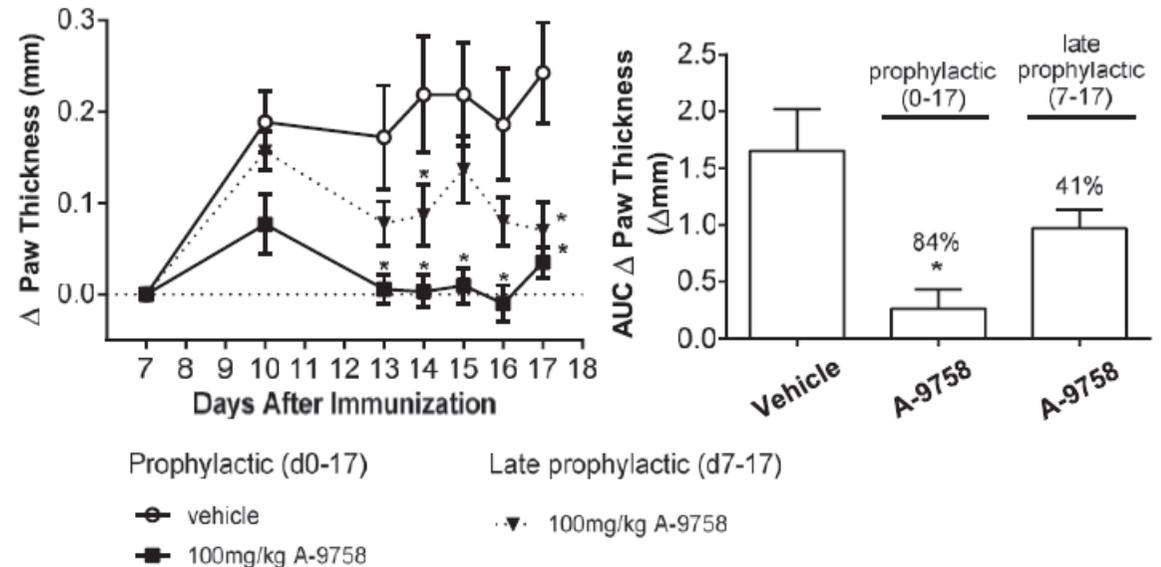 Δ Paw Thickness (mm)
0.3
0.2
0.1
0.0
* * * *
* *
*
*
7 8 9 10 11 12 13 14 15 16 17 18
Days After Immunization
AUC Δ Paw Thickness
(Δmm)
2.5
2.0
1.5
1.0
0.5
0.0
prophylactic
(0-17)
late
prophylactic
(7-17)
84%
*
41%
Vehicle
A-9758
A-9758
Prophylactic (d0-17)
vehicle
100mg/kg A-9758
Late prophylactic (d7-17)
100mg/kg A-9758